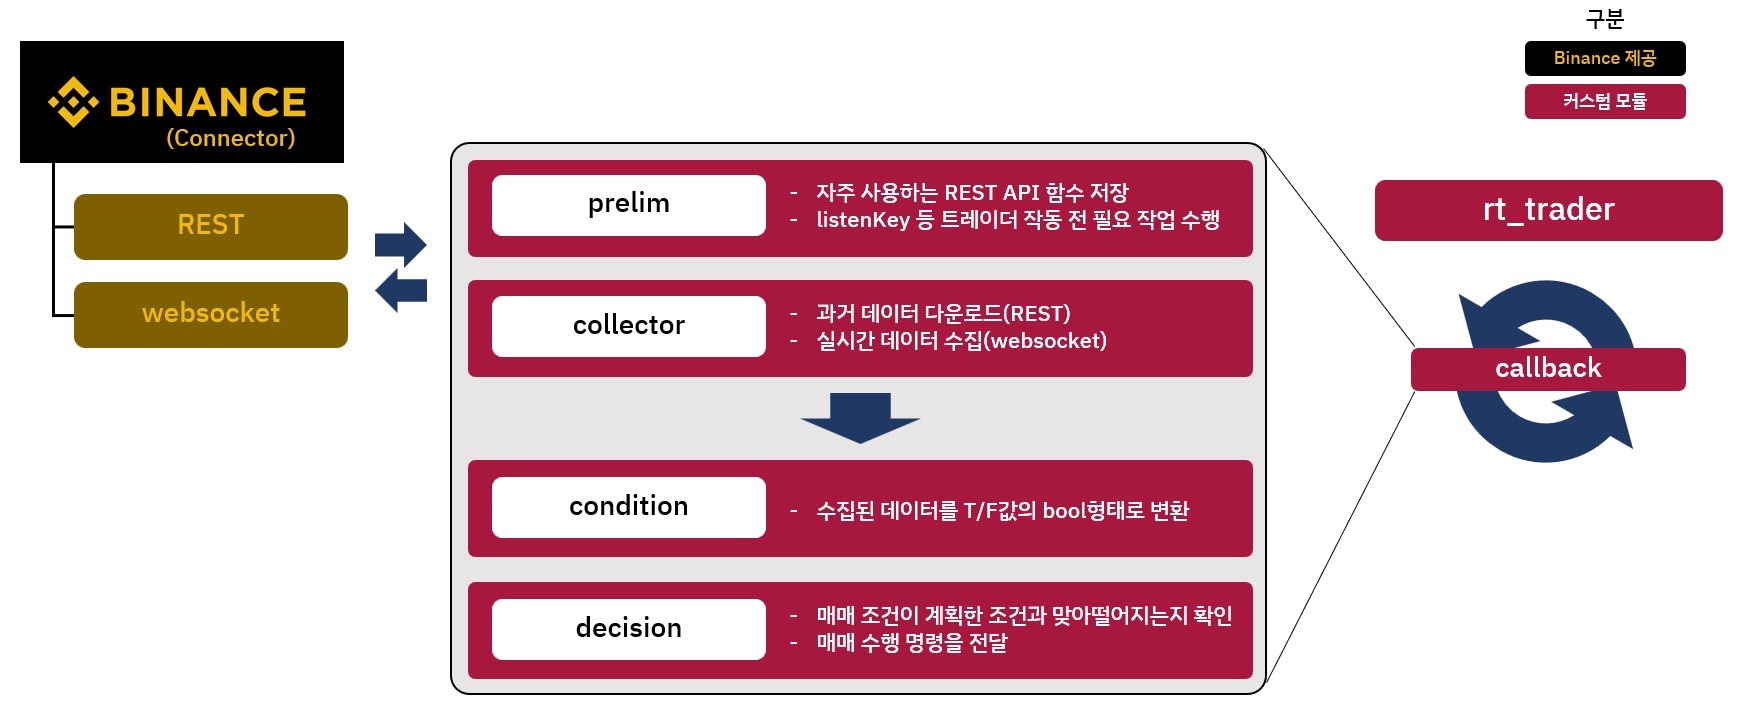 구분
Binance 제공
커스텀 모듈
BINANCE
(Connector)
REST
websocket
prelim
- 자주 사용하는 REST API 함수 저장
- listenKey 등 트레이더 작동 전 필요 작업 수행
collector
- 과거 데이터 다운로드(REST)
- 실시간 데이터 수집(websocket)
condition
- 수집된 데이터를 T/F값의 bool형태로 변환
decision
- 매매 조건이 계획한 조건과 맞아떨어지는지 확인
- 매매 수행 명령을 전달
rt_trader
callback